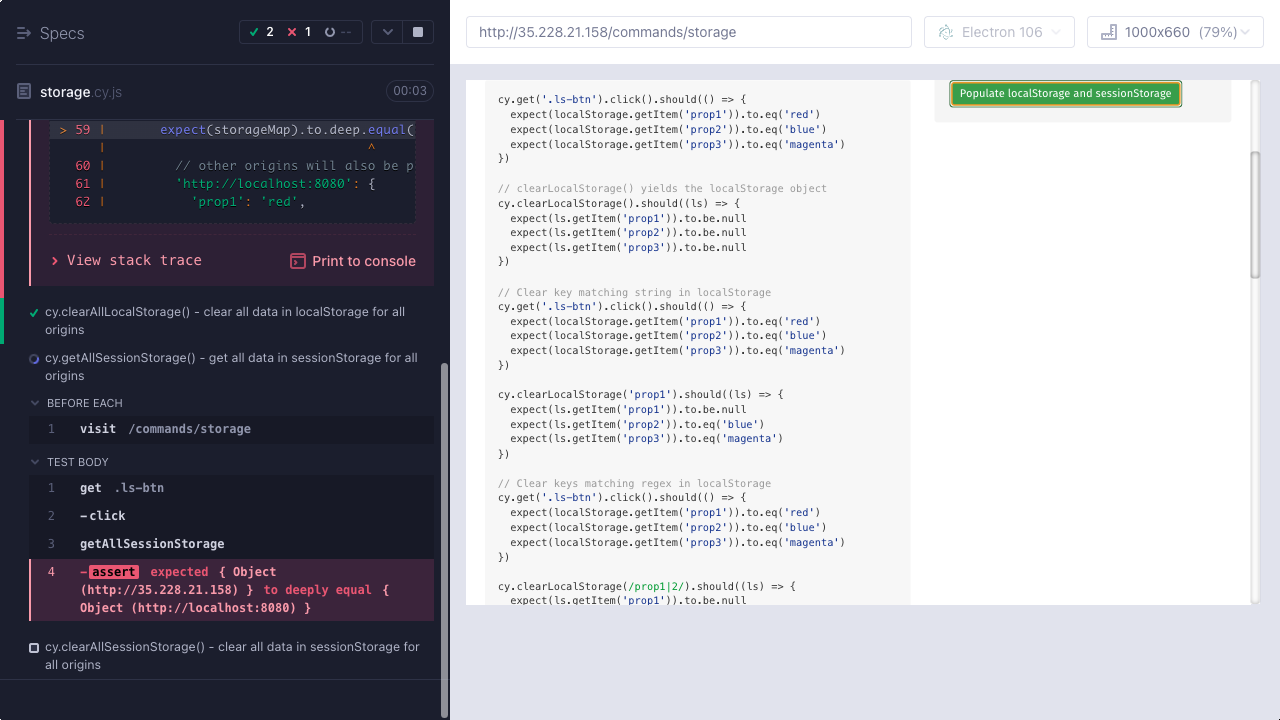 Specs
2
1
--
storage.cy.js
00:03
> 59 | expect(storageMap).to.deep.equal(
| ^
60 | // other origins will also be p
61 | 'http://localhost:8080': {
62 | 'prop1': 'red',
View stack trace
Print to console
cy.clearAllLocalStorage() - clear all data in localStorage for all
origins
cy.getAllSessionStorage() - get all data in sessionStorage for all
origins
BEFORE EACH
1 visit /commands/storage
TEST BODY
1 get .ls-btn
2 -click
3 getAllSessionStorage
4 -assert expected { Object
(http://35.228.21.158) } to deeply equal {
Object (http://localhost:8080) }
cy.clearAllSessionStorage() - clear all data in sessionStorage for
all origins
http://35.228.21.158/commands/storage
Electron 106
1000x660 (79%)
cy.get('.ls-btn').click().should(() => {
expect(localStorage.getItem('prop1')).to.eq('red')
expect(localStorage.getItem('prop2')).to.eq('blue')
expect(localStorage.getItem('prop3')).to.eq('magenta')
})
// clearLocalStorage() yields the localStorage object
cy.clearLocalStorage().should((ls) => {
expect(ls.getItem('prop1')).to.be.null
expect(ls.getItem('prop2')).to.be.null
expect(ls.getItem('prop3')).to.be.null
})
// Clear key matching string in localStorage
cy.get('.ls-btn').click().should(() => {
expect(localStorage.getItem('prop1')).to.eq('red')
expect(localStorage.getItem('prop2')).to.eq('blue')
expect(localStorage.getItem('prop3')).to.eq('magenta')
})
cy.clearLocalStorage('prop1').should((ls) => {
expect(ls.getItem('prop1')).to.be.null
expect(ls.getItem('prop2')).to.eq('blue')
expect(ls.getItem('prop3')).to.eq('magenta')
})
// Clear keys matching regex in localStorage
cy.get('.ls-btn').click().should(() => {
expect(localStorage.getItem('prop1')).to.eq('red')
expect(localStorage.getItem('prop2')).to.eq('blue')
expect(localStorage.getItem('prop3')).to.eq('magenta')
})
cy.clearLocalStorage(/prop1|2/).should((ls) => {
expect(ls.getItem('prop1')).to.be.null
Populate localStorage and sessionStorage